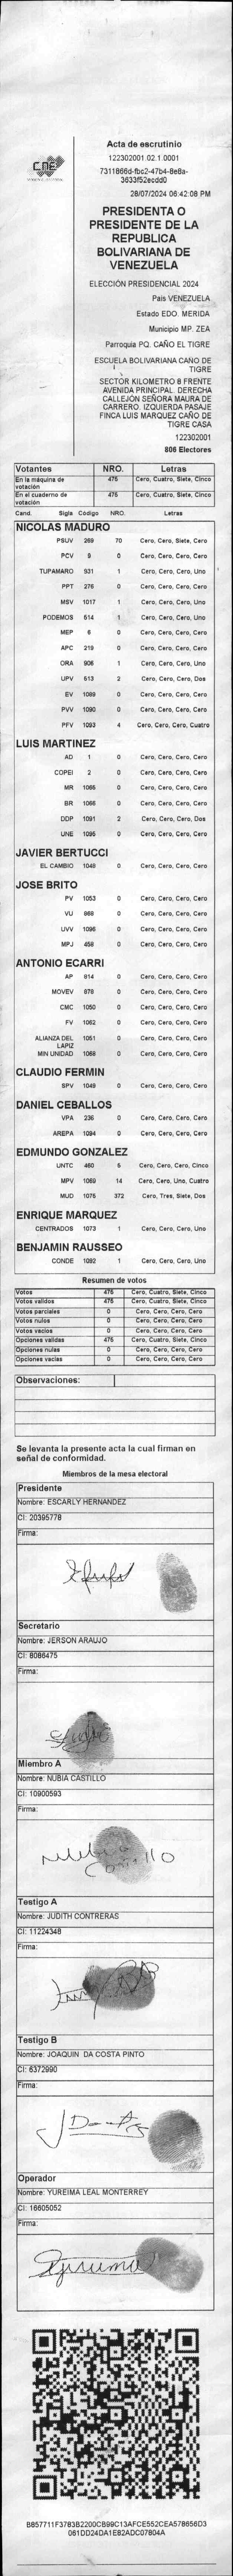 CNE
Acta de escrutinio
122302001.02.1.0001
7311866d-fbc2-47b4-8e8a-
3633f52ecdd0
28/07/2024 06:42:08 PM
PRESIDENTA O
PRESIDENTE DE LA
REPUBLICA
BOLIVARIANA DE
VENEZUELA
ELECCIÓN PRESIDENCIAL 2024
País VENEZUELA
Estado EDO. MERIDA
Municipio MP. ZEA
Parroquia PQ. CAÑO EL TIGRE
ESCUELA BOLIVARIANA CAÑO DE
TIGRE
SECTOR KILOMETRO 8 FRENTE
AVENIDA PRINCIPAL. DERECHA
CALLEJÓN SEÑORA MAURA DE
CARRERO. IZQUIERDA PASAJE
FINCA LUIS MARQUEZ CAÑO DE
TIGRE CASA
122302001
806 Electores
Votantes NRO. Letras
En la máquina de votación 475 Cero, Cuatro, Siete, Cinco
En el cuaderno de votación 475 Cero, Cuatro, Siete, Cinco
Cand. Sigla Código NRO. Letras
NICOLAS MADURO
PSUV 269 70 Cero, Cero, Siete, Cero
PCV 5 0 Cero, Cero, Cero, Cero
TUPAMARO 931 1 Cero, Cero, Cero, Uno
PPT 276 0 Cero, Cero, Cero, Cero
MSV 1017 1 Cero, Cero, Cero, Uno
PODEMOS 514 1 Cero, Cero, Cero, Uno
MEP 6 0 Cero, Cero, Cero, Cero
APC 219 0 Cero, Cero, Cero, Cero
ORA 906 1 Cero, Cero, Cero, Uno
UPV 613 2 Cero, Cero, Cero, Dos
EV 1089 0 Cero, Cero, Cero, Cero
PVV 1090 0 Cero, Cero, Cero, Cero
PFV 1093 4 Cero, Cero, Cero, Cuatro
LUIS MARTINEZ
AD 1 0 Cero, Cero, Cero, Cero
COPEI 2 0 Cero, Cero, Cero, Cero
MR 1065 0 Cero, Cero, Cero, Cero
BR 1066 0 Cero, Cero, Cero, Cero
DDP 1091 2 Cero, Cero, Cero, Dos
UNE 1095 0 Cero, Cero, Cero, Cero
JAVIER BERTUCCI
EL CAMBIO 1048 0 Cero, Cero, Cero, Cero
JOSE BRITO
PV 1053 0 Cero, Cero, Cero, Cero
VU 968 0 Cero, Cero, Cero, Cero
UVV 1096 0 Cero, Cero, Cero, Cero
MPJ 458 0 Cero, Cero, Cero, Cero
ANTONIO ECARRI
AP 814 0 Cero, Cero, Cero, Cero
MOVEV 878 0 Cero, Cero, Cero, Cero
CMC 1050 0 Cero, Cero, Cero, Cero
FV 1062 0 Cero, Cero, Cero, Cero
ALIANZA DEL LAPIZ 1051 0 Cero, Cero, Cero, Cero
MIN UNIDAD 1068 0 Cero, Cero, Cero, Cero
CLAUDIO FERMIN
SPV 1049 0 Cero, Cero, Cero, Cero
DANIEL CEBALLOS
VPA 236 0 Cero, Cero, Cero, Cero
AREPA 1094 0 Cero, Cero, Cero, Cero
EDMUNDO GONZALEZ
UNTC 460 5 Cero, Cero, Cero, Cinco
MPV 1069 14 Cero, Cero, Uno, Cuatro
MUD 1075 372 Cero, Tres, Siete, Dos
ENRIQUE MARQUEZ
CENTRADOS 1073 1 Cero, Cero, Cero, Uno
BENJAMIN RAUSSEO
CONDE 1092 1 Cero, Cero, Cero, Uno
Resumen de votos
Votos 475 Cero, Cuatro, Siete, Cinco
Votos validos 475 Cero, Cuatro, Siete, Cinco
Votos parciales 0 Cero, Cero, Cero, Cero
Votos nulos 0 Cero, Cero, Cero, Cero
Votos vacios 0 Cero, Cero, Cero, Cero
Opciones validas 475 Cero, Cuatro, Siete, Cinco
Opciones nulas 0 Cero, Cero, Cero, Cero
Opciones vacias 0 Cero, Cero, Cero, Cero
Observaciones:
Se levanta la presente acta la cual firman en
señal de conformidad.
Miembros de la mesa electoral
Presidente
Nombre: ESCARLY HERNANDEZ
CI: 20395778
Firma:
Secretario
Nombre: JERSON ARAUJO
CI: 8086475
Firma:
Miembro A
Nombre: NUBIA CASTILLO
CI: 10900593
Firma:
Nubia
Castillo
Testigo A
Nombre: JUDITH CONTRERAS
CI: 11224348
Firma:
Testigo B
Nombre: JOAQUIN DA COSTA PINTO
CI: 6372990
Firma:
Operador
Nombre: YUREIMA LEAL MONTERREY
CI: 16605052
Firma:
B857711F3783B2200CB99C13AFCE552CEA578656D3
061DD24DA1E82ADC07804A